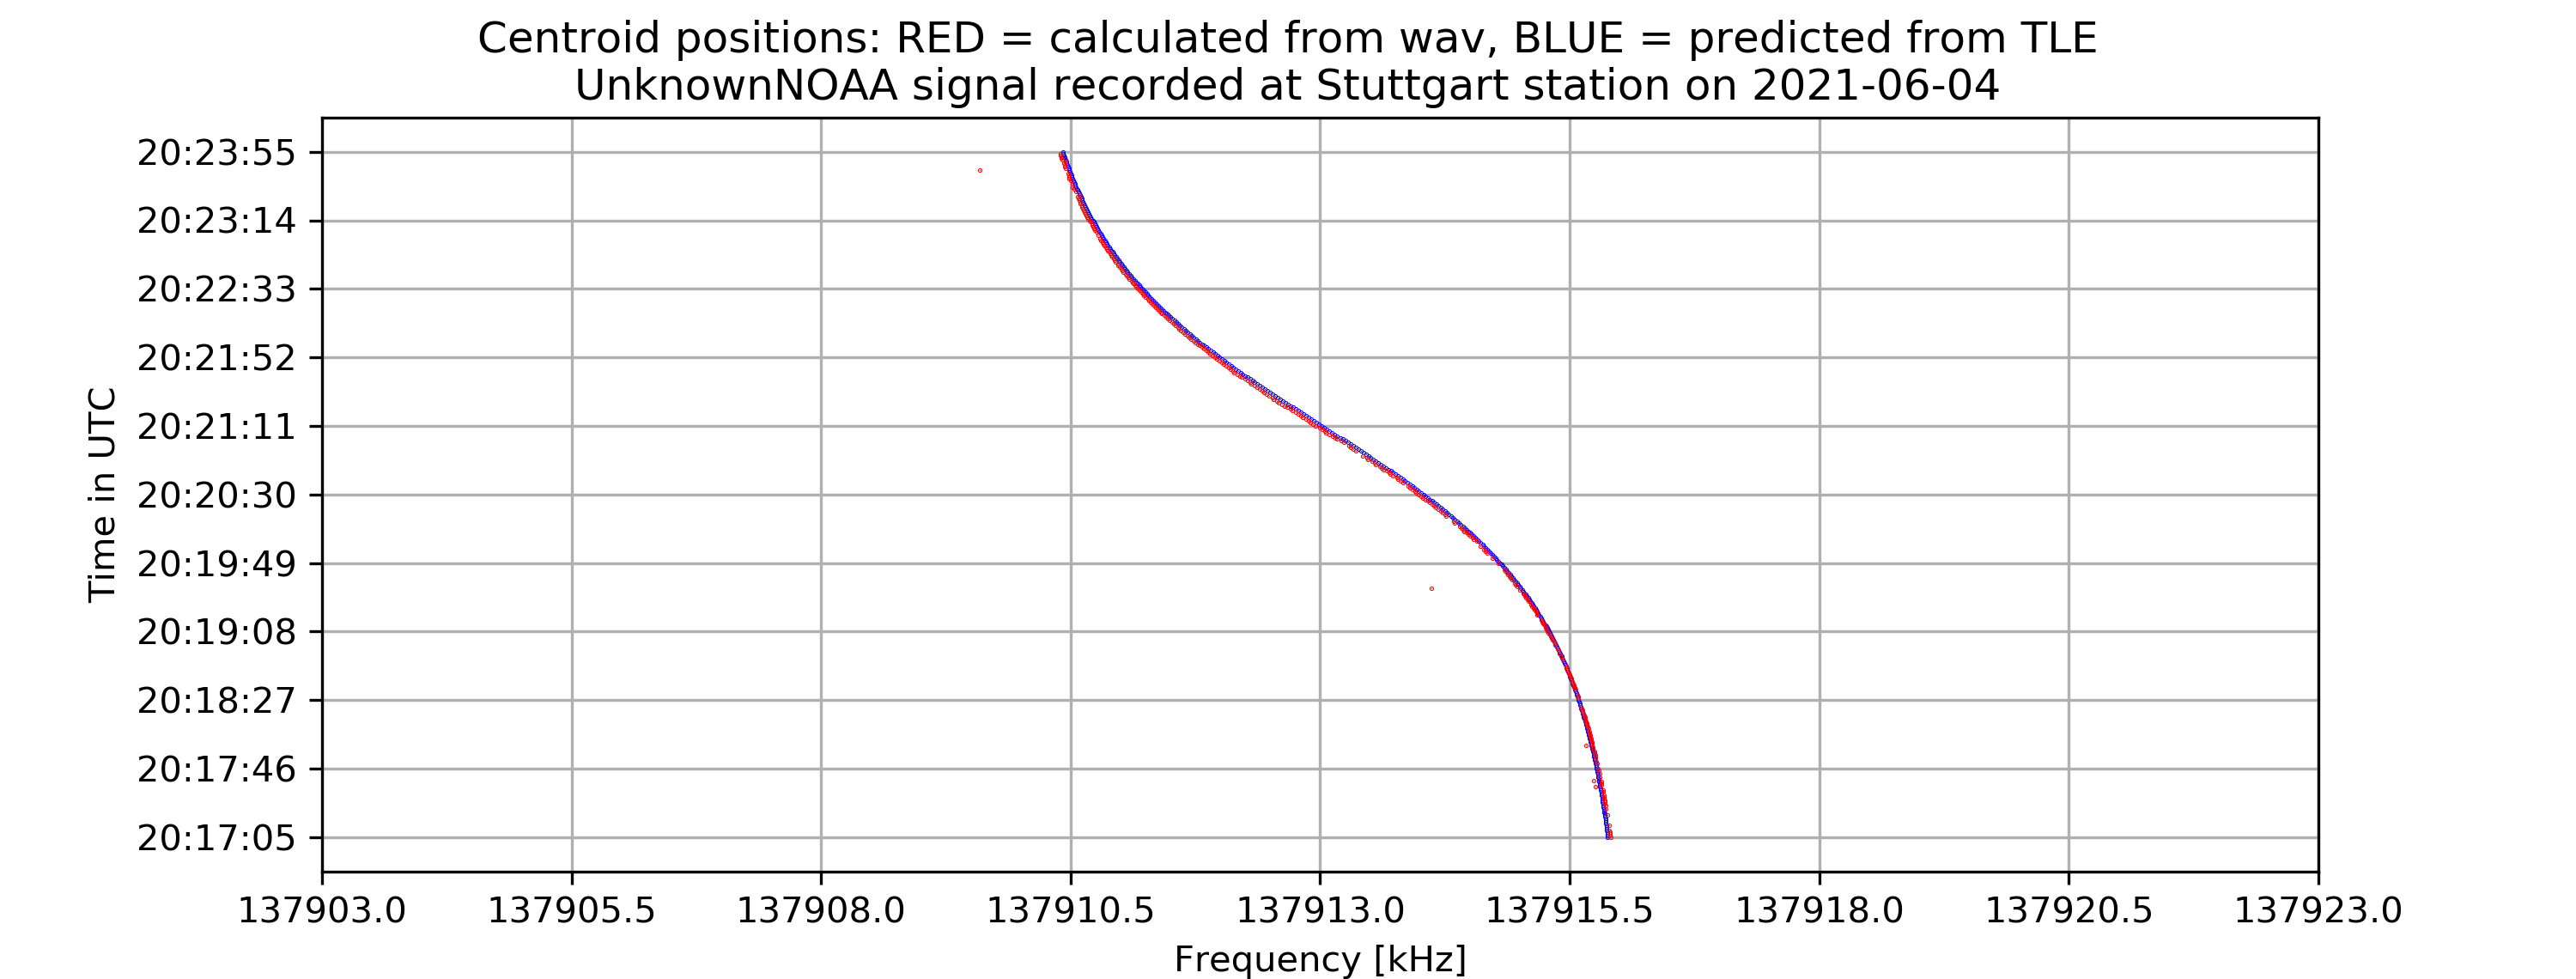 Centroid positions: RED = calculated from wav, BLUE = predicted from TLE
UnknownNOAA signal recorded at Stuttgart station on 2021-06-04
Time in UTC
20:23:55
20:23:14
20:22:33
20:21:52
20:21:11
20:20:30
20:19:49
20:19:08
20:18:27
20:17:46
20:17:05
137903.0 137905.5 137908.0 137910.5 137913.0 137915.5 137918.0 137920.5 137923.0
Frequency [kHz]